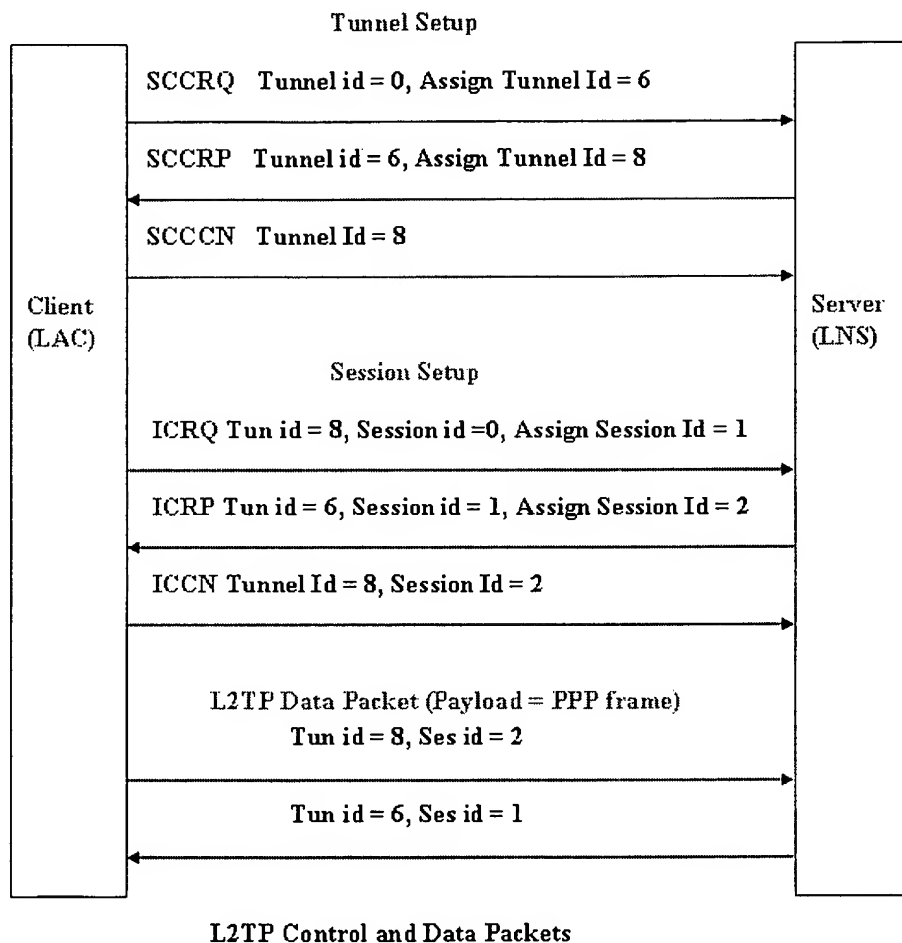 Tunnel Setup
SCCRQ Tunnel id = 0, Assign Tunnel Id = 6
SCCRP Tunnel id = 6, Assign Tunnel Id = 8
SCCCN Tunnel Id = 8
Client
(LAC)
Server
(LNS)
Session Setup
ICRQ Tun id = 8, Session id =0, Assign Session Id = 1
ICRP Tun id = 6, Session id = 1, Assign Session Id = 2
ICCN Tunnel Id = 8, Session Id = 2
L2TP Data Packet (Payload = PPP frame)
Tun id = 8, Ses id = 2
Tun id = 6, Ses id = 1
L2TP Control and Data Packets